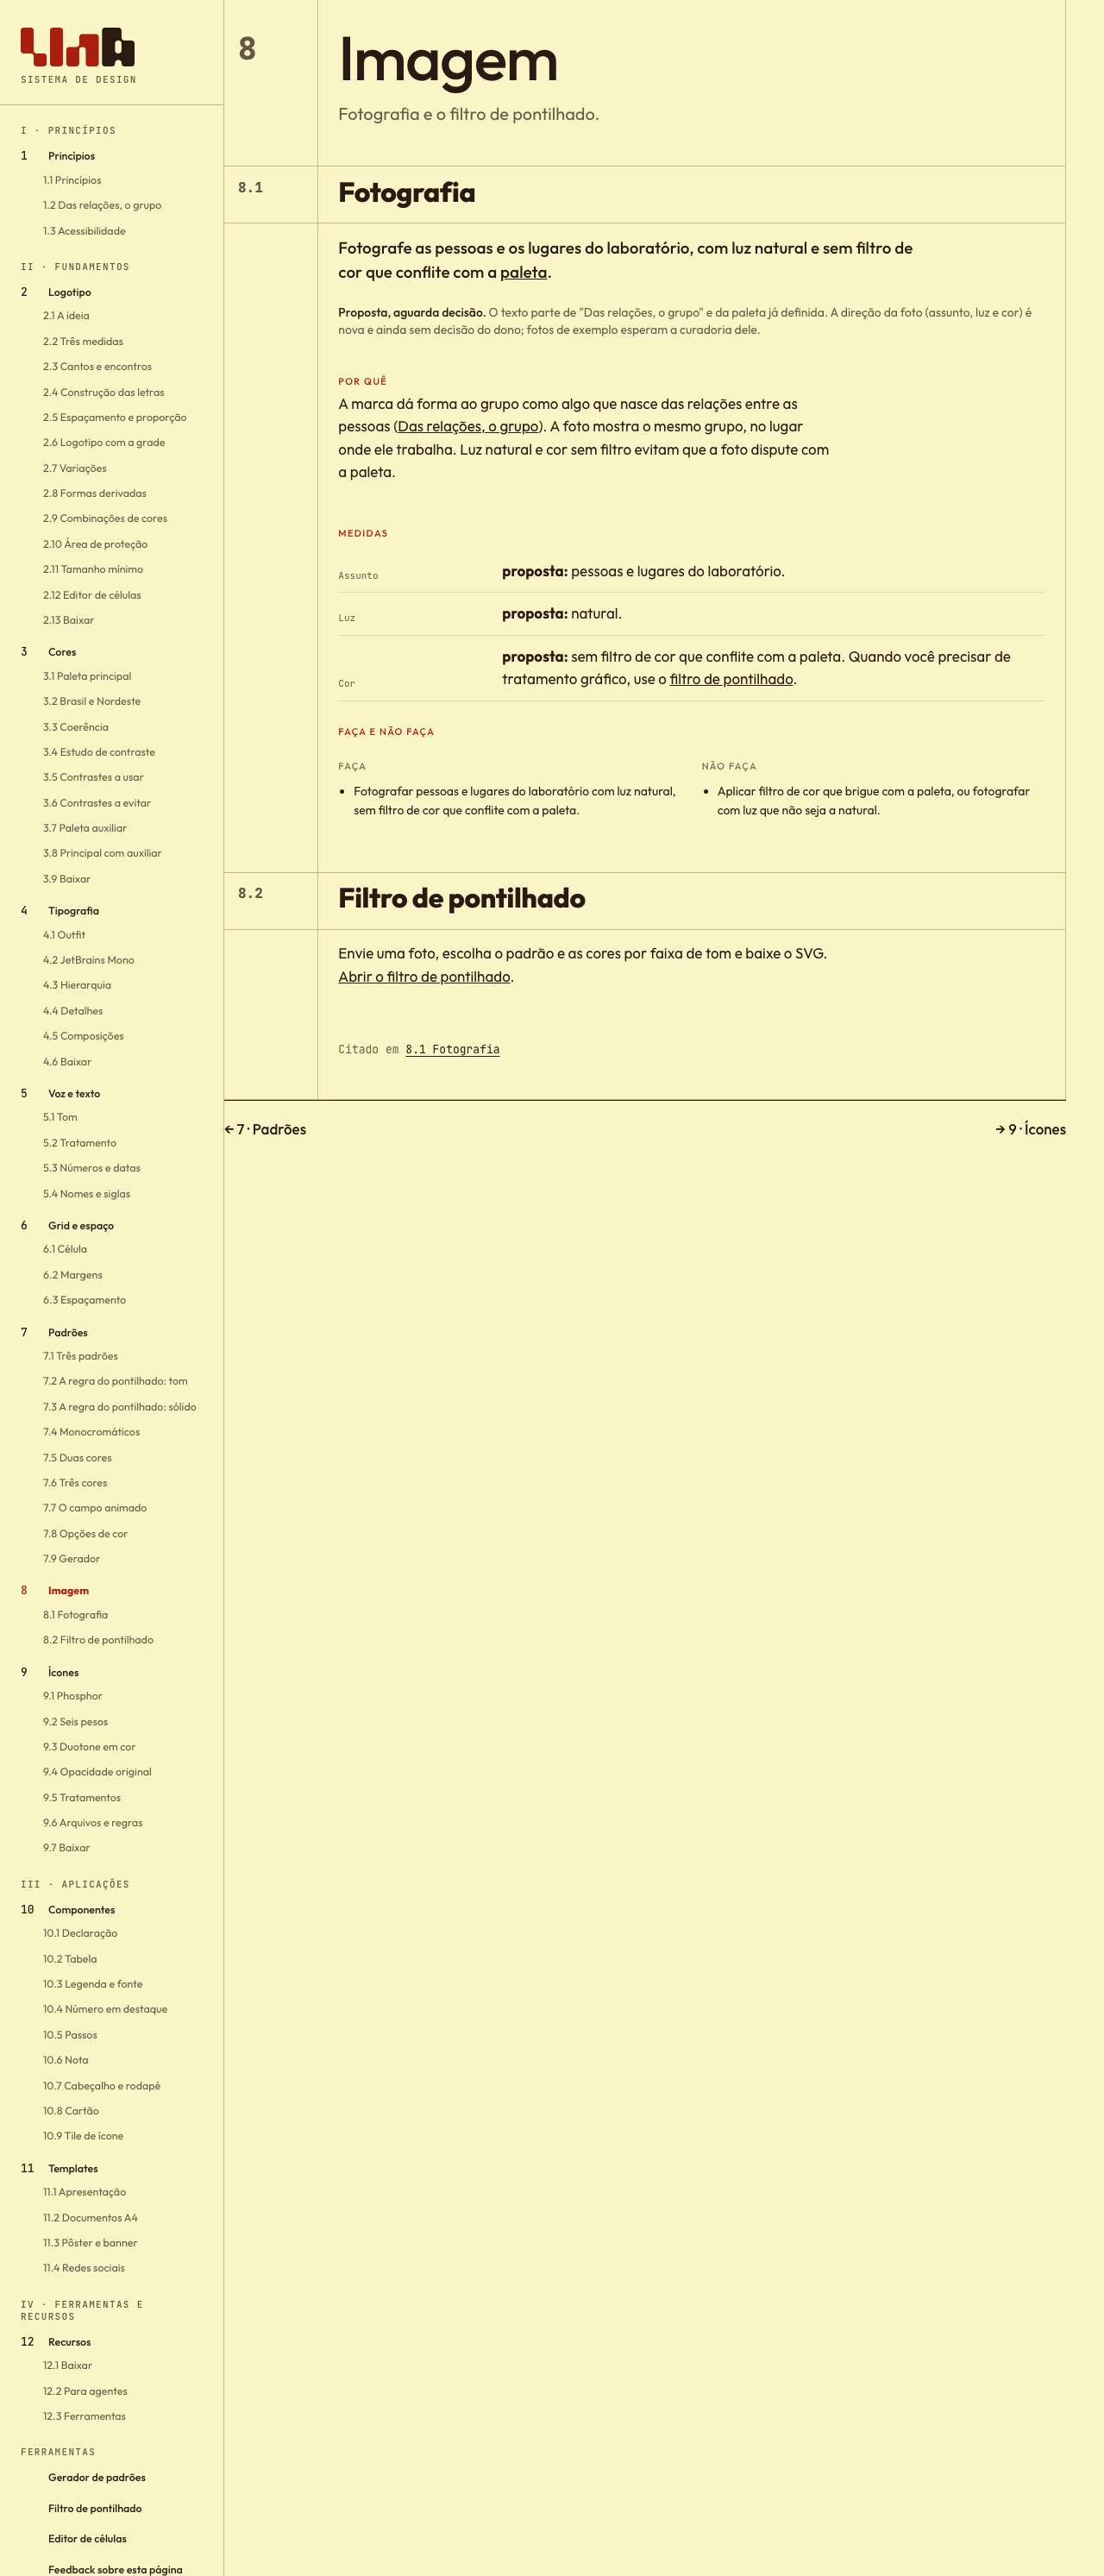 LInA
SISTEMA DE DESIGN
I · PRINCÍPIOS
1 Princípios
1.1 Princípios
1.2 Das relações, o grupo
1.3 Acessibilidade
II · FUNDAMENTOS
2 Logotipo
2.1 A ideia
2.2 Três medidas
2.3 Cantos e encontros
2.4 Construção das letras
2.5 Espaçamento e proporção
2.6 Logotipo com a grade
2.7 Variações
2.8 Formas derivadas
2.9 Combinações de cores
2.10 Área de proteção
2.11 Tamanho mínimo
2.12 Editor de células
2.13 Baixar
3 Cores
3.1 Paleta principal
3.2 Brasil e Nordeste
3.3 Coerência
3.4 Estudo de contraste
3.5 Contrastes a usar
3.6 Contrastes a evitar
3.7 Paleta auxiliar
3.8 Principal com auxiliar
3.9 Baixar
4 Tipografia
4.1 Outfit
4.2 JetBrains Mono
4.3 Hierarquia
4.4 Detalhes
4.5 Composições
4.6 Baixar
5 Voz e texto
5.1 Tom
5.2 Tratamento
5.3 Números e datas
5.4 Nomes e siglas
6 Grid e espaço
6.1 Célula
6.2 Margens
6.3 Espaçamento
7 Padrões
7.1 Três padrões
7.2 A regra do pontilhado: tom
7.3 A regra do pontilhado: sólido
7.4 Monocromáticos
7.5 Duas cores
7.6 Três cores
7.7 O campo animado
7.8 Opções de cor
7.9 Gerador
8 Imagem
8.1 Fotografia
8.2 Filtro de pontilhado
9 Ícones
9.1 Phosphor
9.2 Seis pesos
9.3 Duotone em cor
9.4 Opacidade original
9.5 Tratamentos
9.6 Arquivos e regras
9.7 Baixar
III · APLICAÇÕES
10 Componentes
10.1 Declaração
10.2 Tabela
10.3 Legenda e fonte
10.4 Número em destaque
10.5 Passos
10.6 Nota
10.7 Cabeçalho e rodapé
10.8 Cartão
10.9 Tile de ícone
11 Templates
11.1 Apresentação
11.2 Documentos A4
11.3 Pôster e banner
11.4 Redes sociais
IV · FERRAMENTAS E
RECURSOS
12 Recursos
12.1 Baixar
12.2 Para agentes
12.3 Ferramentas
FERRAMENTAS
Gerador de padrões
Filtro de pontilhado
Editor de células
Feedback sobre esta página
8 Imagem
Fotografia e o filtro de pontilhado.
8.1 Fotografia
Fotografe as pessoas e os lugares do laboratório, com luz natural e sem filtro de
cor que conflite com a paleta.
Proposta, aguarda decisão. O texto parte de "Das relações, o grupo" e da paleta já definida. A direção da foto (assunto, luz e cor) é
nova e ainda sem decisão do dono; fotos de exemplo esperam a curadoria dele.
POR QUÊ
A marca dá forma ao grupo como algo que nasce das relações entre as
pessoas (Das relações, o grupo). A foto mostra o mesmo grupo, no lugar
onde ele trabalha. Luz natural e cor sem filtro evitam que a foto dispute com
a paleta.
MEDIDAS
Assunto proposta: pessoas e lugares do laboratório.
Luz proposta: natural.
Cor proposta: sem filtro de cor que conflite com a paleta. Quando você precisar de
tratamento gráfico, use o filtro de pontilhado.
FAÇA E NÃO FAÇA
FAÇA
• Fotografar pessoas e lugares do laboratório com luz natural,
sem filtro de cor que conflite com a paleta.
NÃO FAÇA
• Aplicar filtro de cor que brigue com a paleta, ou fotografar
com luz que não seja a natural.
8.2 Filtro de pontilhado
Envie uma foto, escolha o padrão e as cores por faixa de tom e baixe o SVG.
Abrir o filtro de pontilhado.
Citado em 8.1 Fotografia
← 7 · Padrões
→ 9 · Ícones